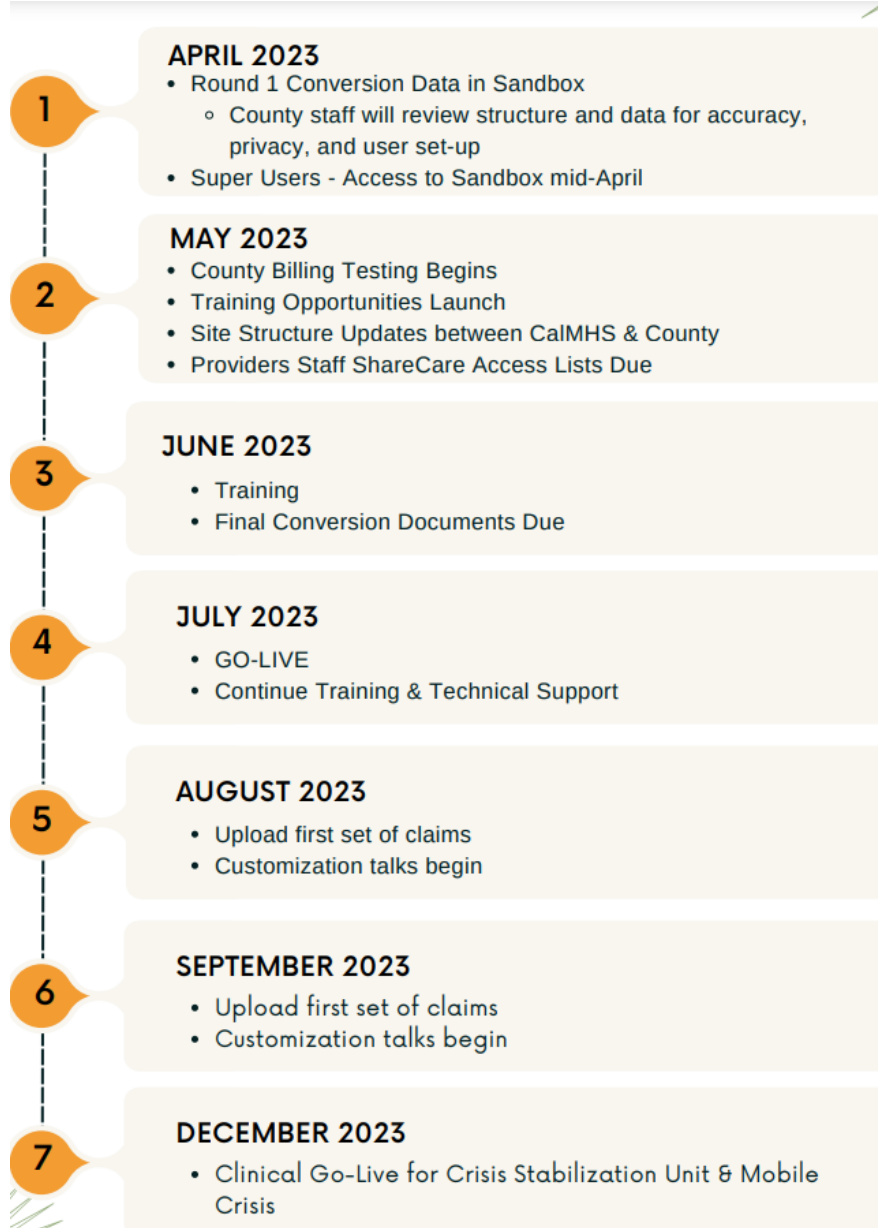 1
APRIL 2023
• Round 1 Conversion Data in Sandbox
◦ County staff will review structure and data for accuracy,
privacy, and user set-up
• Super Users - Access to Sandbox mid-April
2
MAY 2023
• County Billing Testing Begins
• Training Opportunities Launch
• Site Structure Updates between CalMHS & County
• Providers Staff ShareCare Access Lists Due
3
JUNE 2023
• Training
• Final Conversion Documents Due
4
JULY 2023
• GO-LIVE
• Continue Training & Technical Support
5
AUGUST 2023
• Upload first set of claims
• Customization talks begin
6
SEPTEMBER 2023
• Upload first set of claims
• Customization talks begin
7
DECEMBER 2023
• Clinical Go-Live for Crisis Stabilization Unit & Mobile
Crisis